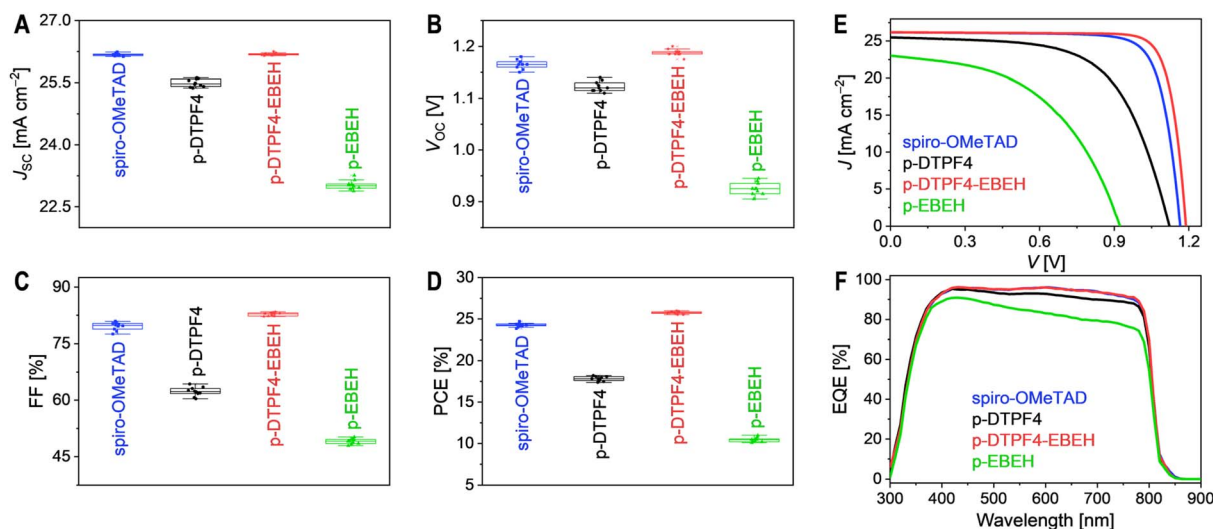 A
27.0
25.5
24.0
22.5
J_SC [mA cm⁻²]
spiro-OMeTAD
p-DTPF4
p-DTPF4-EBEH
p-EBEH
B
1.2
1.1
1.0
0.9
V_OC [V]
spiro-OMeTAD
p-DTPF4
p-DTPF4-EBEH
p-EBEH
E
25
20
15
10
5
0
J [mA cm⁻²]
spiro-OMeTAD
p-DTPF4
p-DTPF4-EBEH
p-EBEH
0.0 0.3 0.6 0.9 1.2
V [V]
C
90
75
60
45
FF [%]
spiro-OMeTAD
p-DTPF4
p-DTPF4-EBEH
p-EBEH
D
30
25
20
15
10
5
PCE [%]
spiro-OMeTAD
p-DTPF4
p-DTPF4-EBEH
p-EBEH
F
100
80
60
40
20
0
EQE [%]
spiro-OMeTAD
p-DTPF4
p-DTPF4-EBEH
p-EBEH
300 400 500 600 700 800 900
Wavelength [nm]